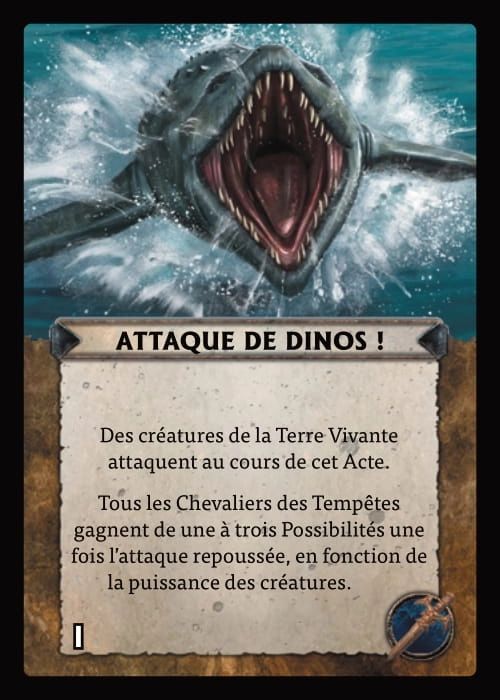 ATTAQUE DE DINOS !
Des créatures de la Terre Vivante
attaquent au cours de cet Acte.
Tous les Chevaliers des Tempêtes
gagnent de une à trois Possibilités une
fois l'attaque repoussée, en fonction de
la puissance des créatures.